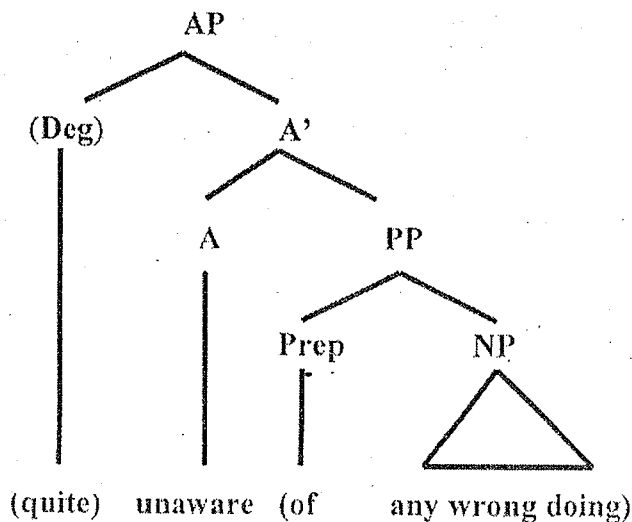 AP
(Deg) A’
A PP
Prep NP
(quite) unaware (of any wrong doing)